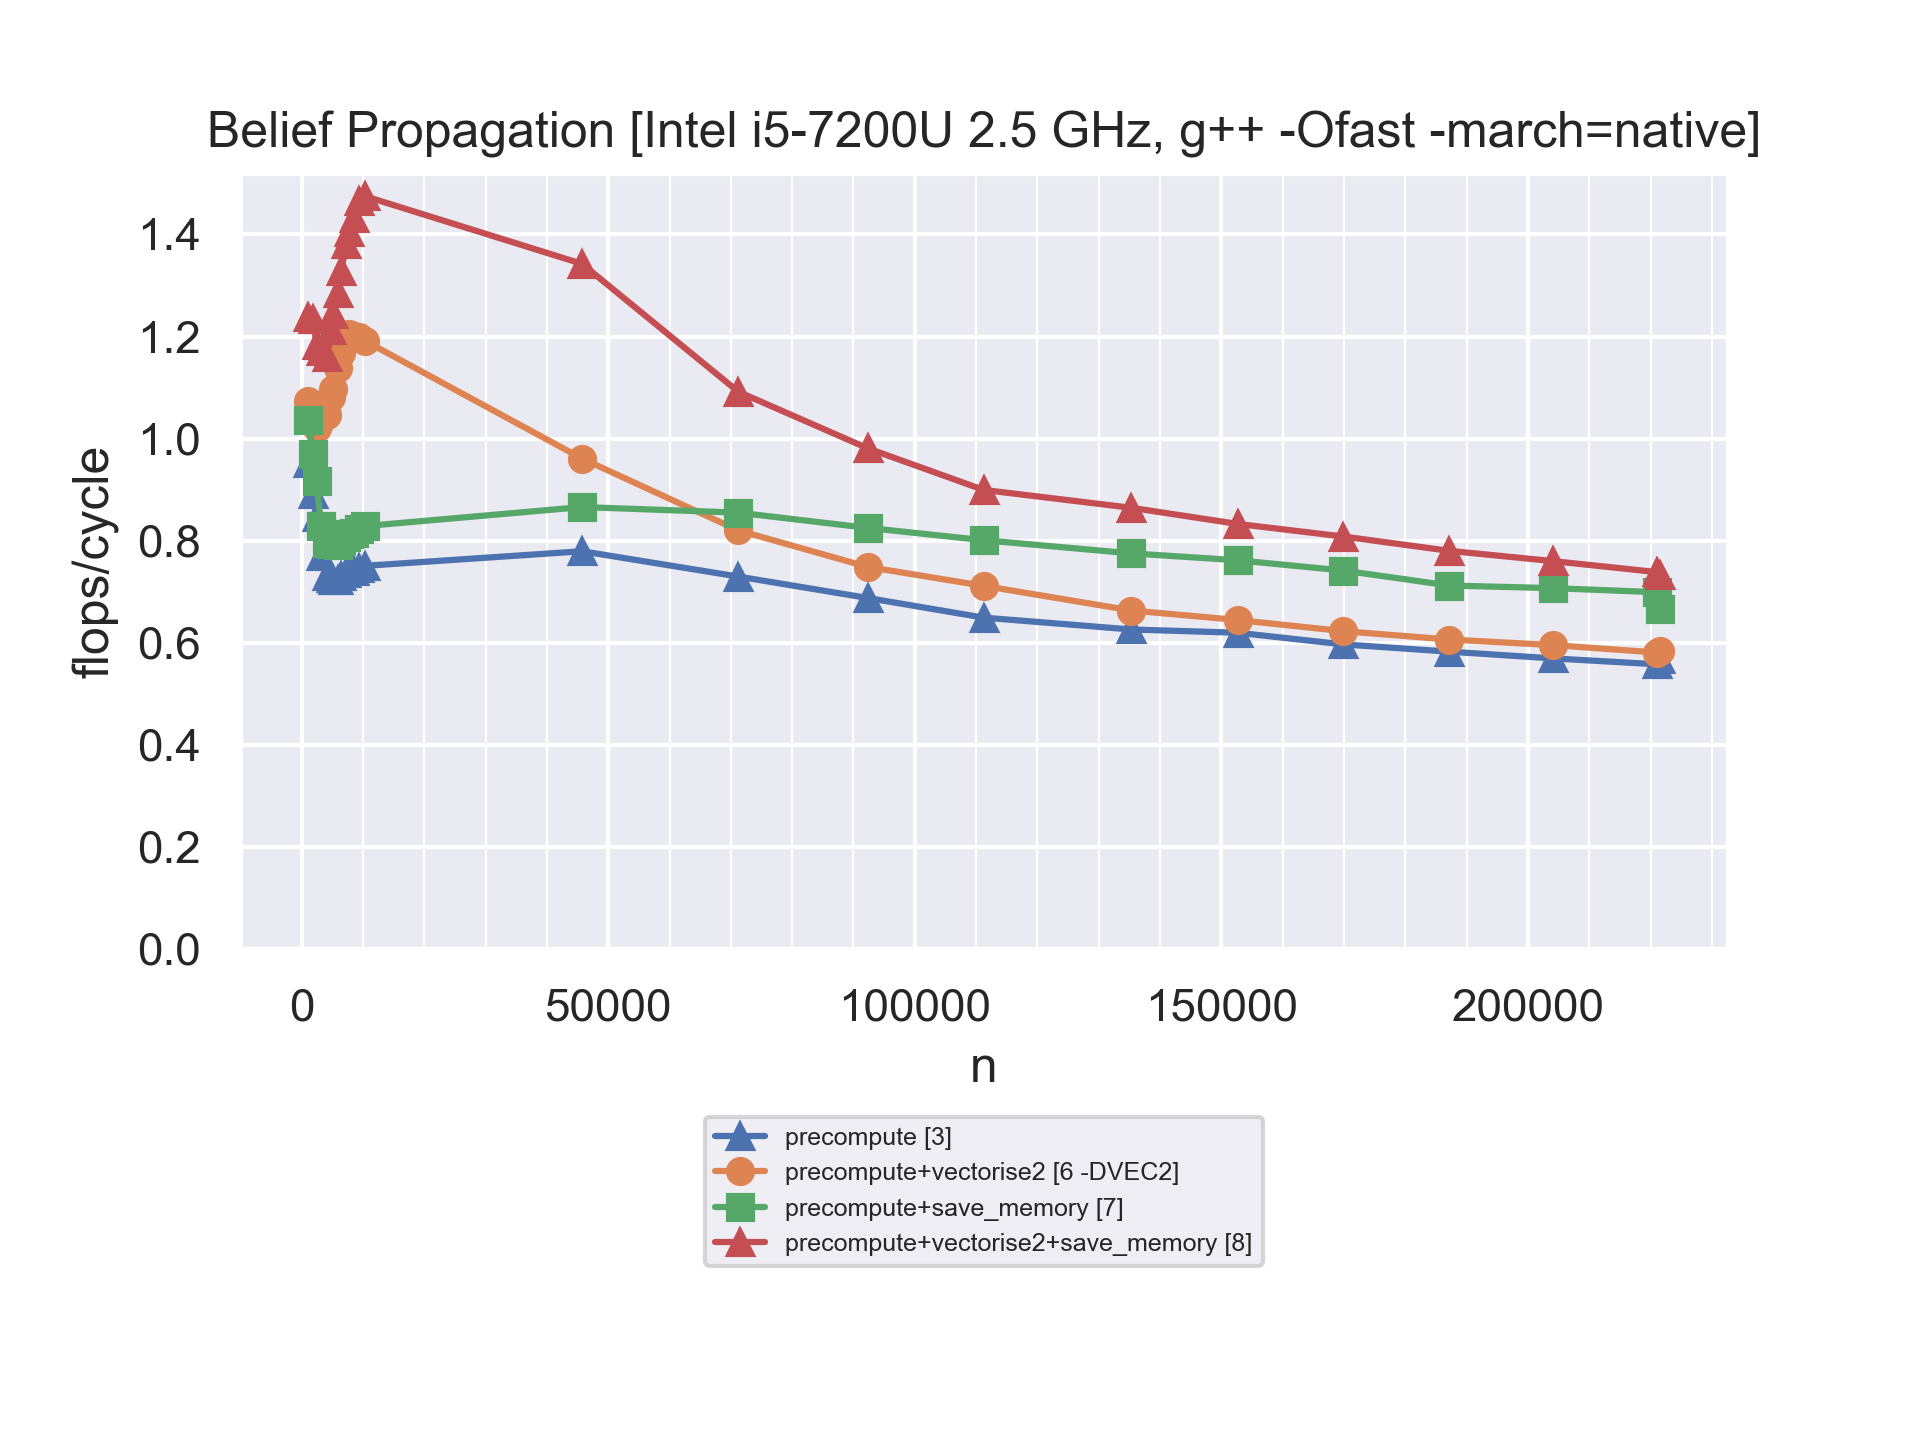 Belief Propagation [Intel i5-7200U 2.5 GHz, g++ -Ofast -march=native]
1.4
1.2
1.0
0.8
0.6
0.4
0.2
0.0
flops/cycle
0 50000 100000 150000 200000
n
precompute [3]
precompute+vectorise2 [6 -DVEC2]
precompute+save_memory [7]
precompute+vectorise2+save_memory [8]